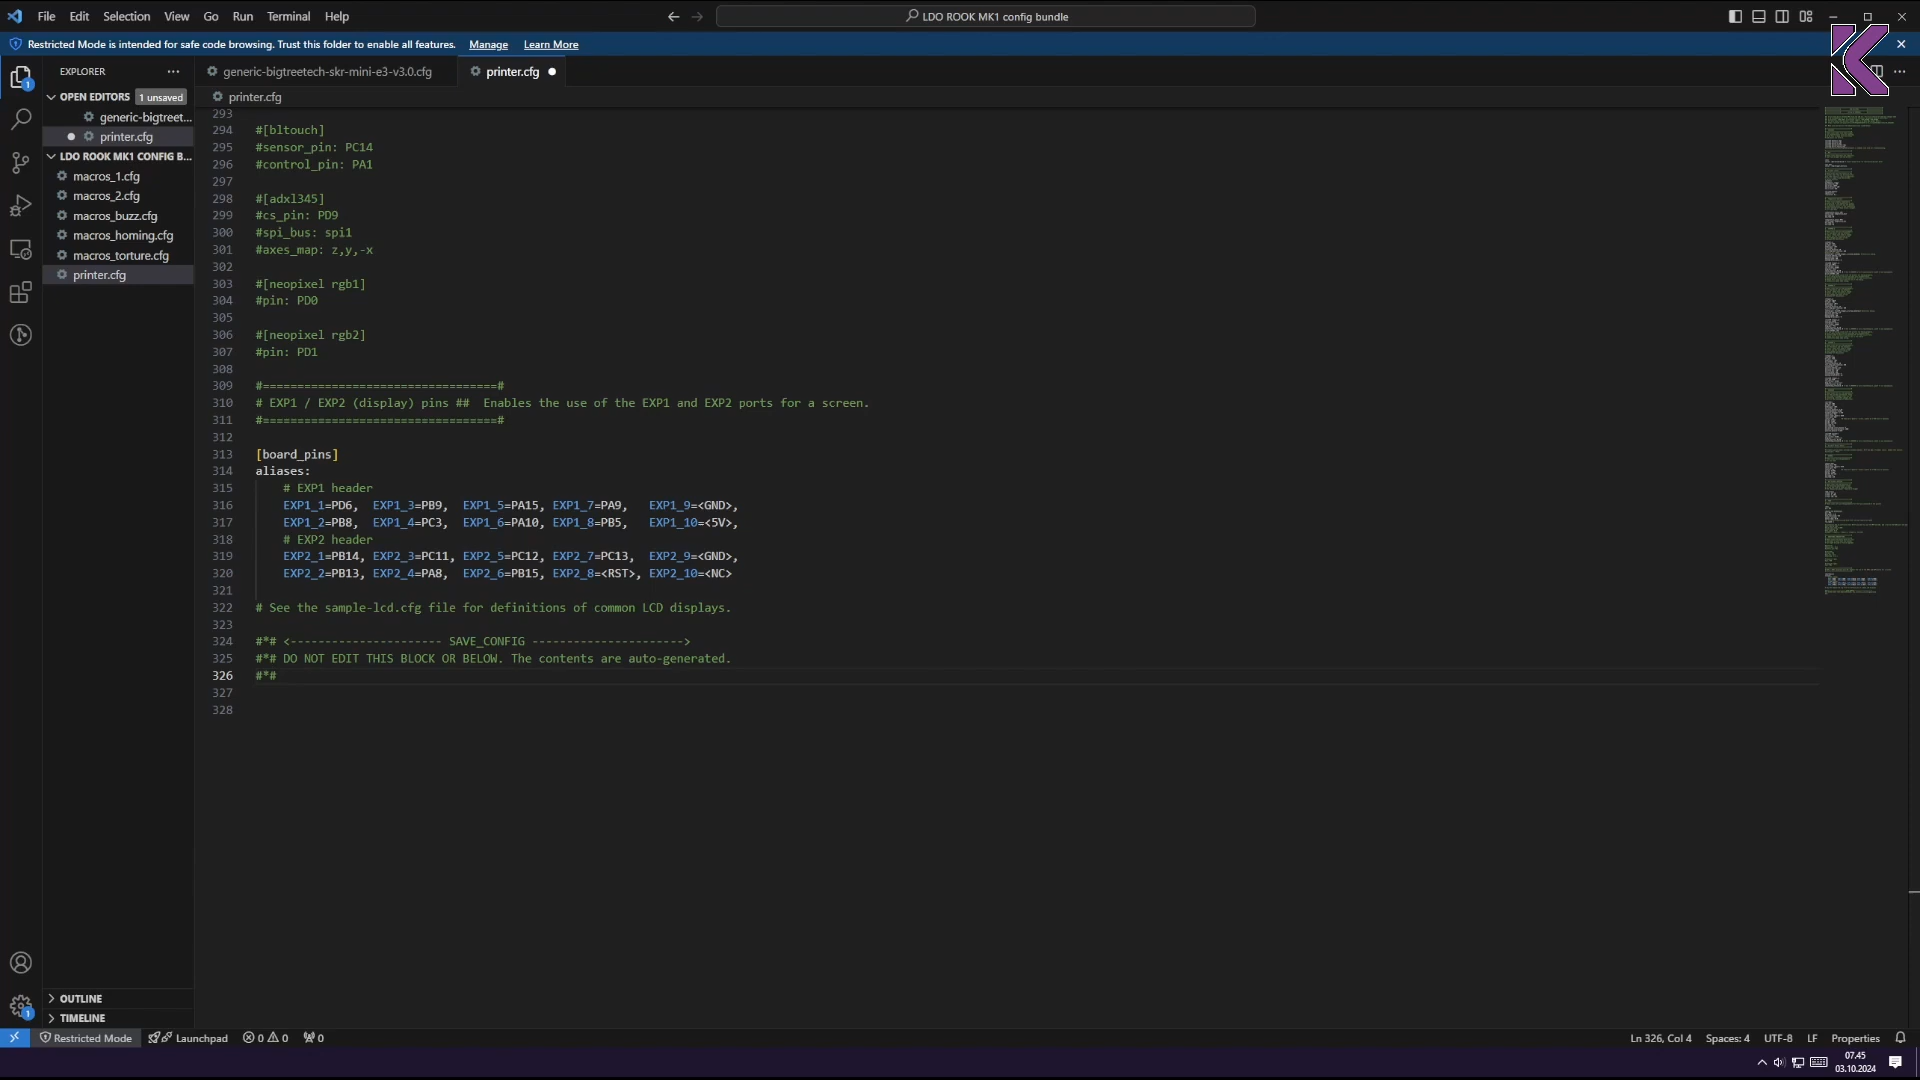 File Edit Selection View Go Run Terminal Help
LDO ROOK MK1 config bundle
Restricted Mode is intended for safe code browsing. Trust this folder to enable all features. Manage Learn More
EXPLORER
generic-bigtreetech-skr-mini-e3-v3.0.cfg
printer.cfg
OPEN EDITORS 1 unsaved
generic-bigtreet...
printer.cfg
LDO ROOK MK1 CONFIG B...
macros_1.cfg
macros_2.cfg
macros_buzz.cfg
macros_homing.cfg
macros_torture.cfg
printer.cfg
OUTLINE
TIMELINE
printer.cfg
293
294 #[bltouch]
295 #sensor_pin: PC14
296 #control_pin: PA1
297
298 #[adxl345]
299 #cs_pin: PD9
300 #spi_bus: spi1
301 #axes_map: z,y,-x
302
303 #[neopixel rgb1]
304 #pin: PD0
305
306 #[neopixel rgb2]
307 #pin: PD1
308
309 #==================================#
310 # EXP1 / EXP2 (display) pins ##  Enables the use of the EXP1 and EXP2 ports for a screen.
311 #==================================#
312
313 [board_pins]
314 aliases:
315     # EXP1 header
316     EXP1_1=PD6,  EXP1_3=PB9,  EXP1_5=PA15, EXP1_7=PA9,   EXP1_9=<GND>,
317     EXP1_2=PB8,  EXP1_4=PC3,  EXP1_6=PA10, EXP1_8=PB5,   EXP1_10=<5V>,
318     # EXP2 header
319     EXP2_1=PB14, EXP2_3=PC11, EXP2_5=PC12, EXP2_7=PC13,  EXP2_9=<GND>,
320     EXP2_2=PB13, EXP2_4=PA8,  EXP2_6=PB15, EXP2_8=<RST>, EXP2_10=<NC>
321
322 # See the sample-lcd.cfg file for definitions of common LCD displays.
323
324 #*# <---------------------- SAVE_CONFIG ---------------------->
325 #*# DO NOT EDIT THIS BLOCK OR BELOW. The contents are auto-generated.
326 #*#
327
328
Restricted Mode Launchpad 0 0 0
Ln 326, Col 4 Spaces: 4 UTF-8 LF Properties
07.45
03.10.2024